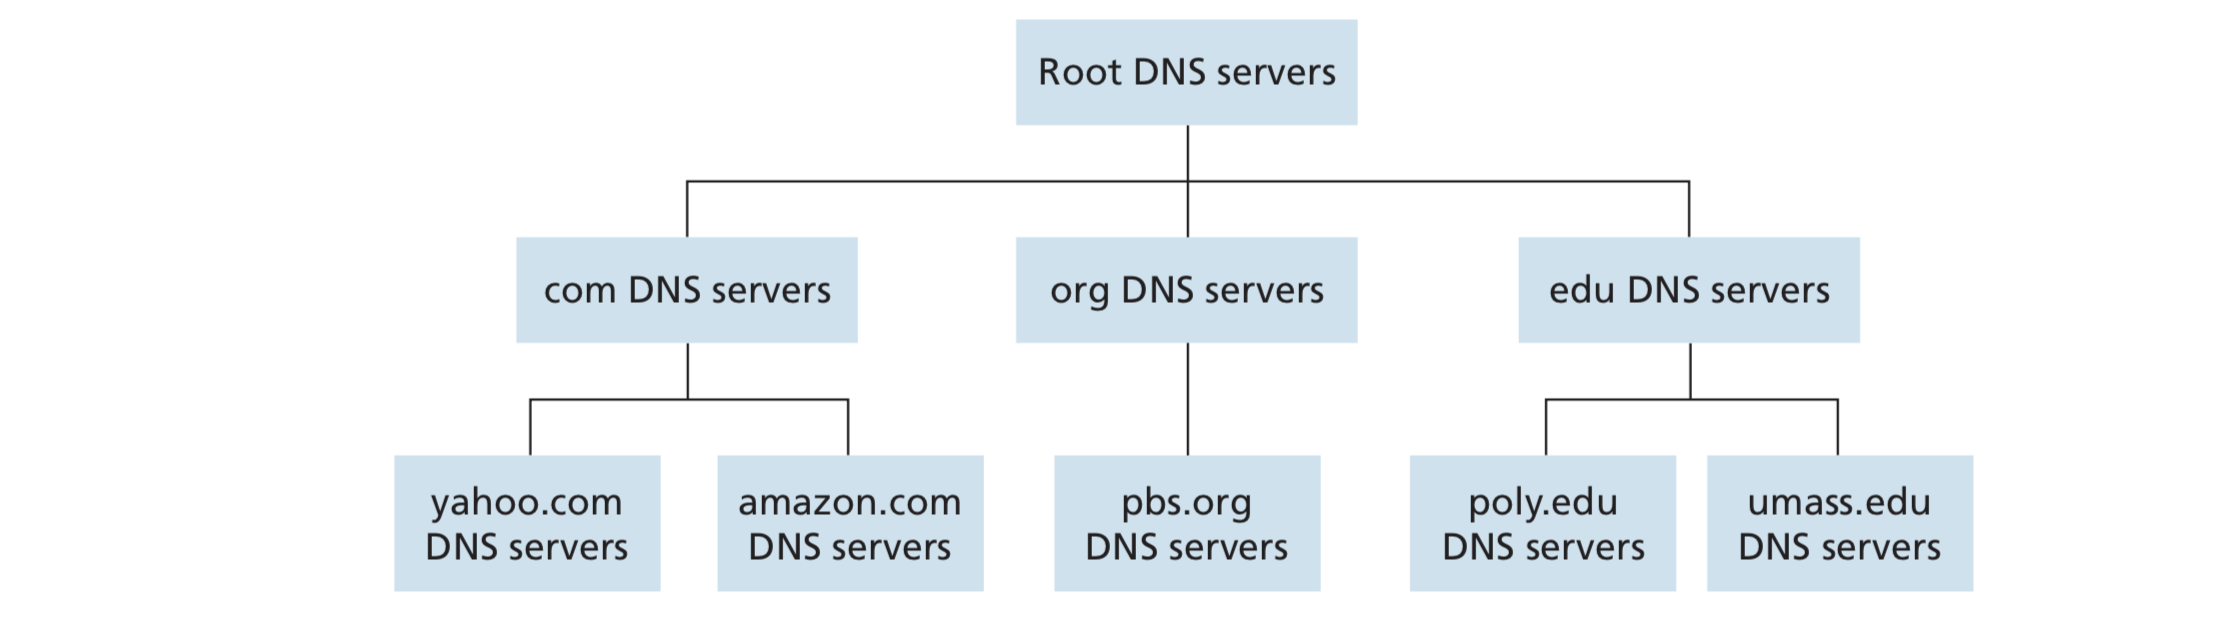 Root DNS servers
com DNS servers
org DNS servers
edu DNS servers
yahoo.com
DNS servers
amazon.com
DNS servers
pbs.org
DNS servers
poly.edu
DNS servers
umass.edu
DNS servers